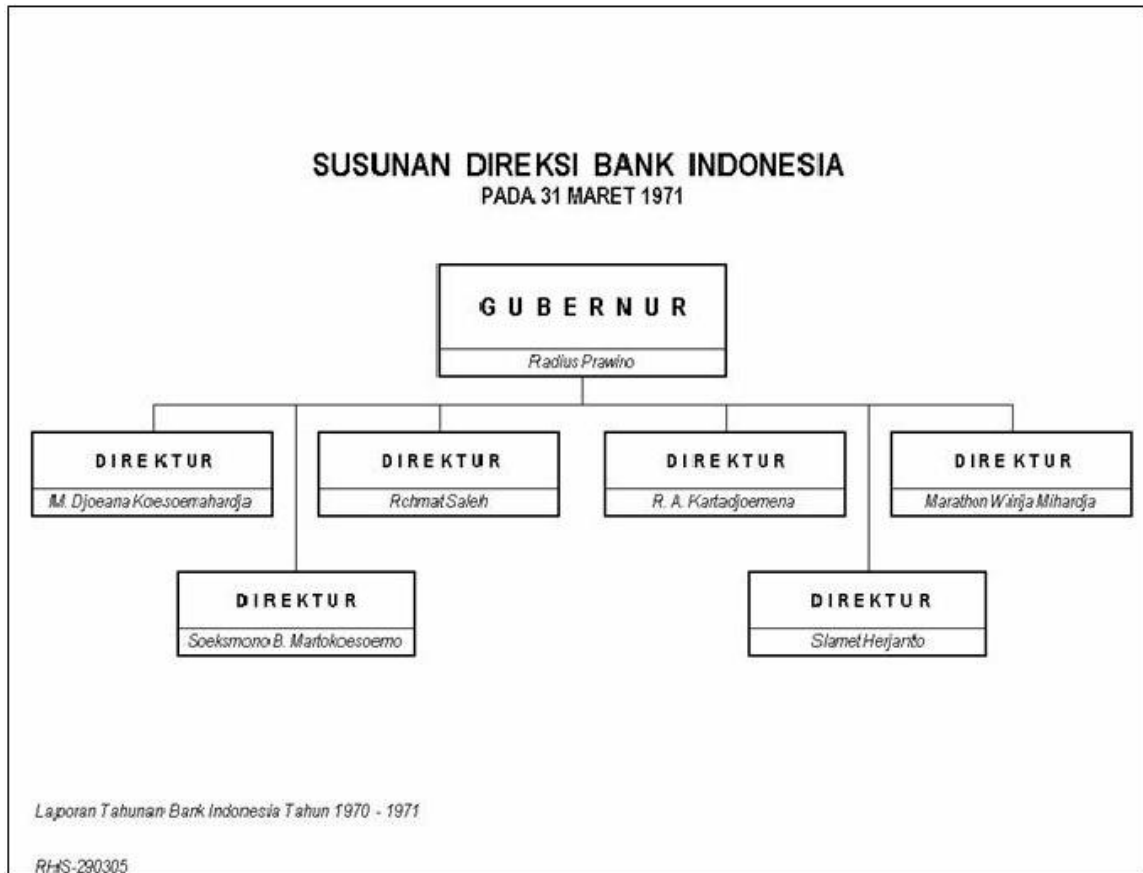 SUSUNAN DIREKSI BANK INDONESIA
PADA 31 MARET 1971
GUBERNUR
Radius Prawiro
DIREKTUR
M. Djoeana Koesoemahardja
DIREKTUR
Rchmat Saleh
DIREKTUR
R. A. Kartadjoemena
DIREKTUR
Marathon Wirija Mihardja
DIREKTUR
Soeksmono B. Martokoesoemo
DIREKTUR
Slamet Herjantto
Laporan Tahunan Bank Indonesia Tahun 1970 - 1971
RHS-290305